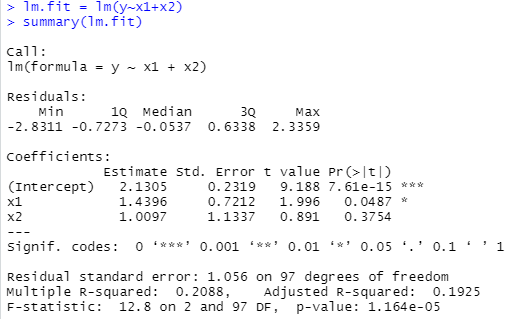 > lm.fit = lm(y~x1+x2)
> summary(lm.fit)
Call:
lm(formula = y ~ x1 + x2)
Residuals:
    Min      1Q  Median      3Q     Max
-2.8311 -0.7273 -0.0537  0.6338  2.3359
Coefficients:
            Estimate Std. Error t value Pr(>|t|)
(Intercept)   2.1305     0.2319   9.188 7.61e-15 ***
x1            1.4396     0.7212   1.996   0.0487 *
x2            1.0097     1.1337   0.891   0.3754
---
Signif. codes:  0 ‘***’ 0.001 ‘**’ 0.01 ‘*’ 0.05 ‘.’ 0.1 ‘ ’ 1
Residual standard error: 1.056 on 97 degrees of freedom
Multiple R-squared:  0.2088,    Adjusted R-squared:  0.1925
F-statistic:  12.8 on 2 and 97 DF,  p-value: 1.164e-05